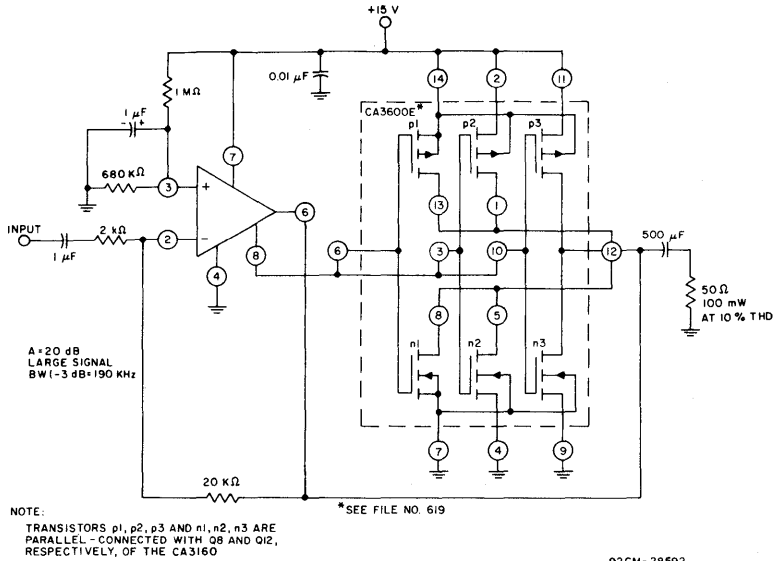 +15 V
0.01 µF
1 MΩ
1 µF
- +
680 KΩ
3
+
7
6
INPUT
1 µF
2 kΩ
2
-
8
4
A = 20 dB
LARGE SIGNAL
BW (-3 dB = 190 KHz
20 KΩ
14
2
11
CA3600E*
p1
p2
p3
13
1
6
3
10
12
8
5
n1
n2
n3
7
4
9
500 µF
50Ω
100 mW
AT 10 % THD
*SEE FILE NO. 619
NOTE:
TRANSISTORS p1, p2, p3 AND n1, n2, n3 ARE
PARALLEL-CONNECTED WITH Q8 AND Q12,
RESPECTIVELY, OF THE CA3160